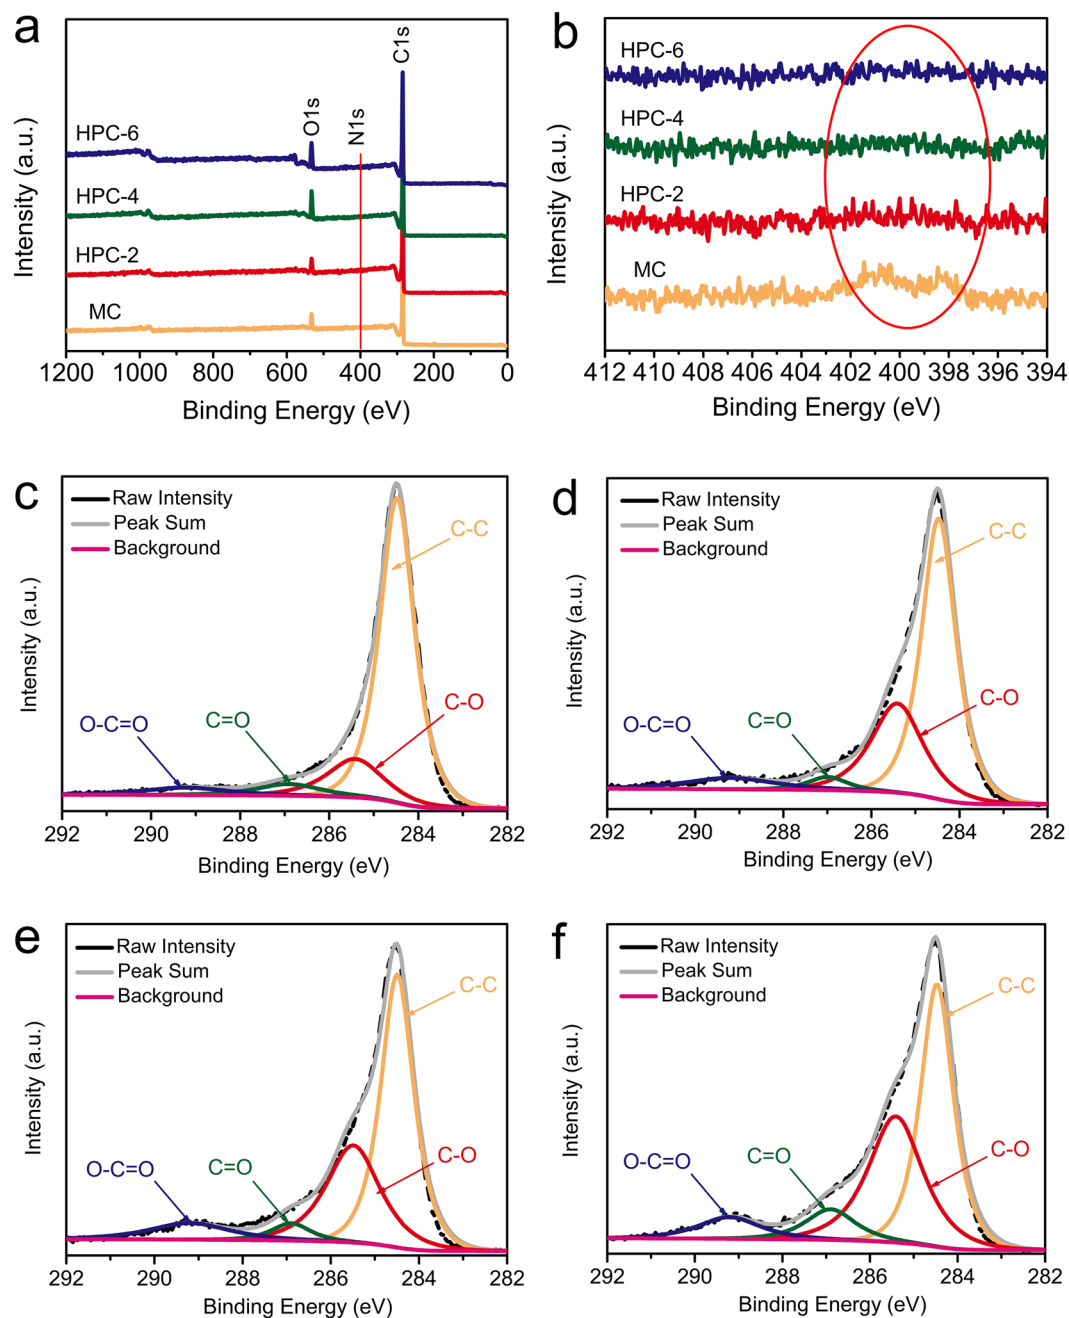 a
Intensity (a.u.)
HPC-6
HPC-4
HPC-2
MC
O1s
N1s
C1s
1200 1000 800 600 400 200 0
Binding Energy (eV)
b
Intensity (a.u.)
HPC-6
HPC-4
HPC-2
MC
412 410 408 406 404 402 400 398 396 394
Binding Energy (eV)
c
Raw Intensity
Peak Sum
Background
C-C
C-O
C=O
O-C=O
Intensity (a.u.)
292 290 288 286 284 282
Binding Energy (eV)
d
Raw Intensity
Peak Sum
Background
C-C
C-O
C=O
O-C=O
Intensity (a.u.)
292 290 288 286 284 282
Binding Energy (eV)
e
Raw Intensity
Peak Sum
Background
C-C
C-O
C=O
O-C=O
Intensity (a.u.)
292 290 288 286 284 282
Binding Energy (eV)
f
Raw Intensity
Peak Sum
Background
C-C
C-O
C=O
O-C=O
Intensity (a.u.)
292 290 288 286 284 282
Binding Energy (eV)